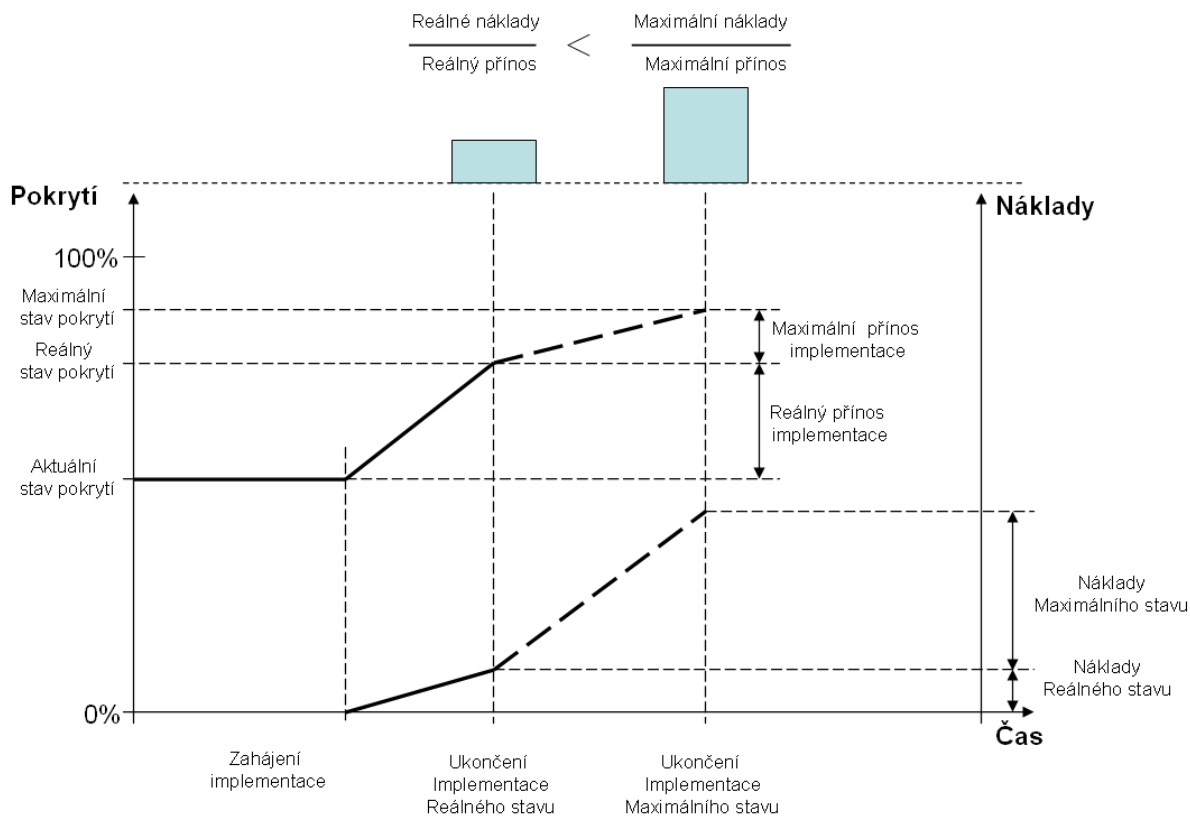 Reálné náklady
Reálný přínos
<
Maximální náklady
Maximální přínos
Pokrytí
Náklady
100%
Maximální
stav pokrytí
Reálný
stav pokrytí
Maximální přínos
implementace
Reálný přínos
implementace
Aktuální
stav pokrytí
Náklady
Maximálního stavu
Náklady
Reálného stavu
0%
Čas
Zahájení
implementace
Ukončení
Implementace
Reálného stavu
Ukončení
Implementace
Maximálního stavu